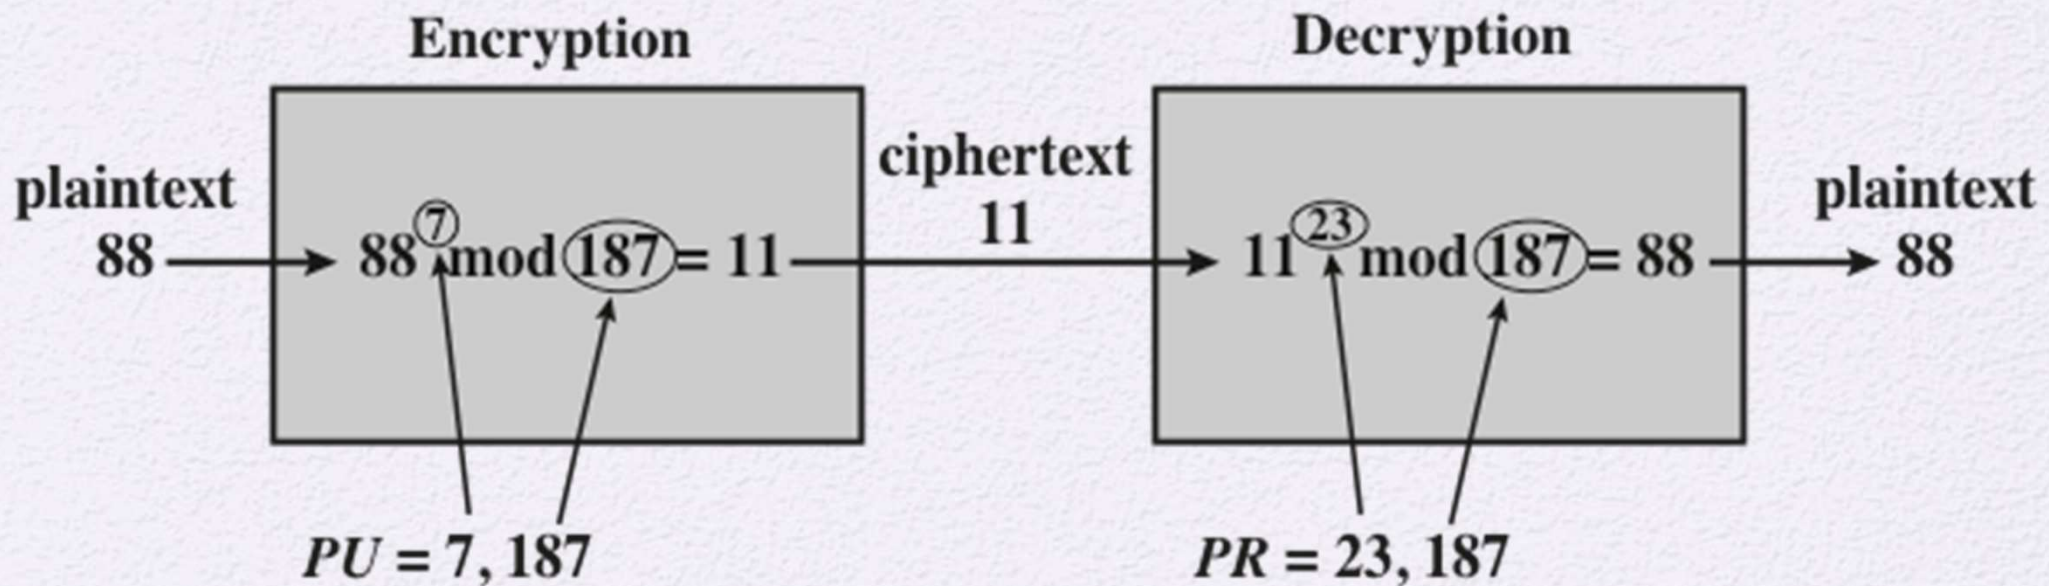 Encryption
Decryption
plaintext
88
88^7 mod 187 = 11
ciphertext
11
11^23 mod 187 = 88
plaintext
88
PU = 7, 187
PR = 23, 187